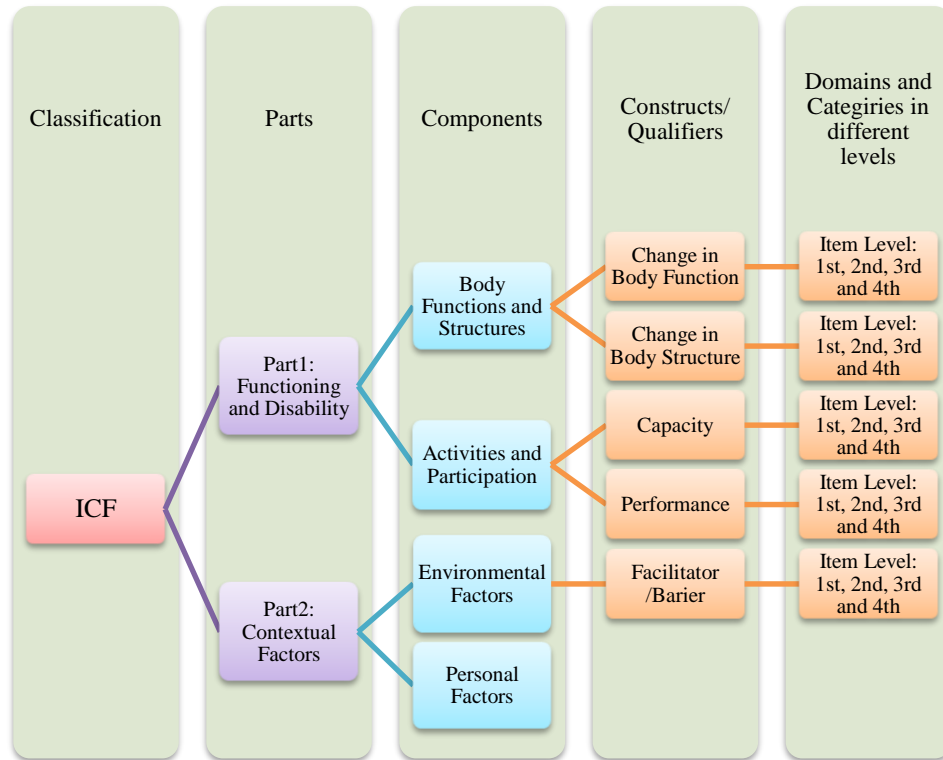 Classification
Parts
Components
Constructs/
Qualifiers
Domains and
Categiries in
different
levels
ICF
Part1:
Functioning
and Disability
Part2:
Contextual
Factors
Body
Functions and
Structures
Activities and
Participation
Environmental
Factors
Personal
Factors
Change in
Body Function
Change in
Body Structure
Capacity
Performance
Facilitator
/Barier
Item Level:
1st, 2nd, 3rd
and 4th
Item Level:
1st, 2nd, 3rd
and 4th
Item Level:
1st, 2nd, 3rd
and 4th
Item Level:
1st, 2nd, 3rd
and 4th
Item Level:
1st, 2nd, 3rd
and 4th